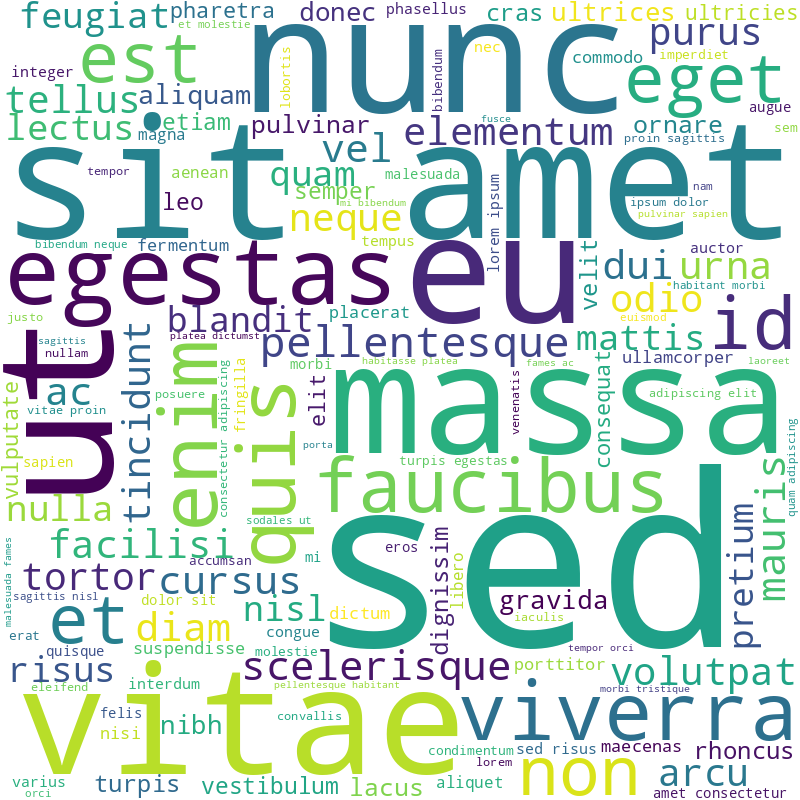 feugiat
pharetra
et molestie
donec
phasellus
cras
ultrices
ultricies
nunc
est
integer
lobortis
nec
bibendum
commodo
purus
imperdiet
eget
tellus
aliquam
augue
lectus
magna
etiam
pulvinar
elementum
fusce
ornare
proin sagittis
sem
sit amet
vel
tempor
aenean
quam
semper
malesuada
mi bibendum
leo
neque
lorem ipsum
nam
ipsum dolor
pulvinar sapien
bibendum neque
fermentum
tempus
egestas
eu
velit
dui
auctor
urna
habitant morbi
justo
blandit
placerat
odio
euismod
id
ut
sagittis
nullam
platea dictumst
pellentesque
mattis
ullamcorper
laoreet
tincidunt
enim
morbi
habitasse platea
fames ac
massa
consequat
ac
vitae proin
vulputate
posuere
consectetur adipiscing
fringilla
quis
elit
venenatis
adipiscing elit
quam adipiscing
sapien
porta
turpis egestas
faucibus
mauris
nulla
sodales ut
sed
pretium
facilisi
accumsan
mi
eros
dignissim
libero
malesuada fames
tortor
cursus
sagittis nisl
dolor sit
nisl
dictum
gravida
iaculis
et
diam
erat
congue
quisque
suspendisse
molestie
tempor orci
risus
scelerisque
porttitor
volutpat
eleifend
interdum
pellentesque habitant
morbi tristique
vitae
felis
nibh
convallis
viverra
nisi
condimentum
sed risus
maecenas
rhoncus
lorem
non
arcu
varius
orci
turpis
vestibulum
lacus
aliquet
amet consectetur